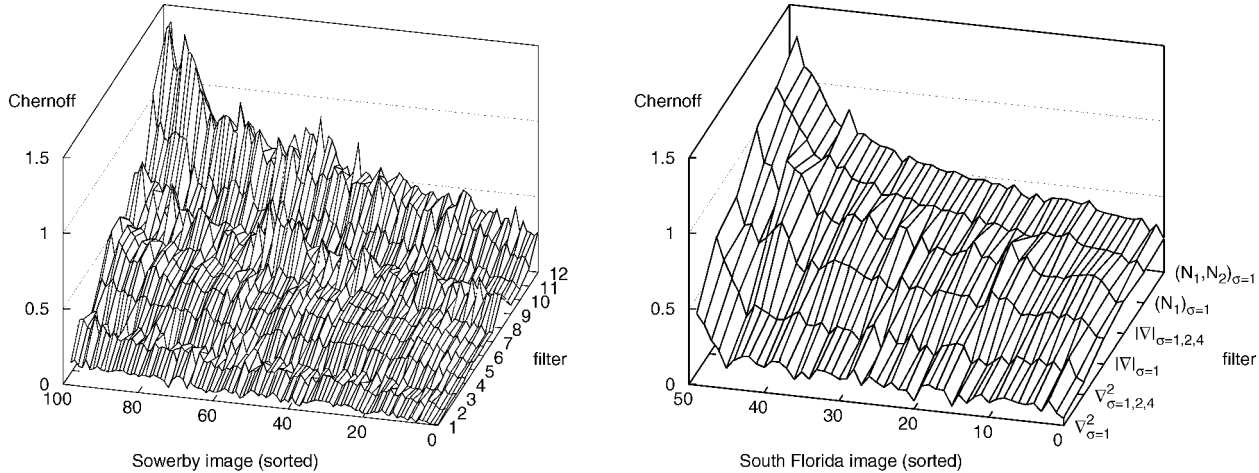 Chernoff
1.5
1
0.5
0
100
80
60
40
20
0
1
2
3
4
5
6
7
8
9
10
11
12
filter
Sowerby image (sorted)
Chernoff
1.5
1
0.5
0
50
40
30
20
10
0
(N₁,N₂)σ=1
(N₁)σ=1
|∇|σ=1,2,4
|∇|σ=1
∇²σ=1,2,4
∇²σ=1
filter
South Florida image (sorted)